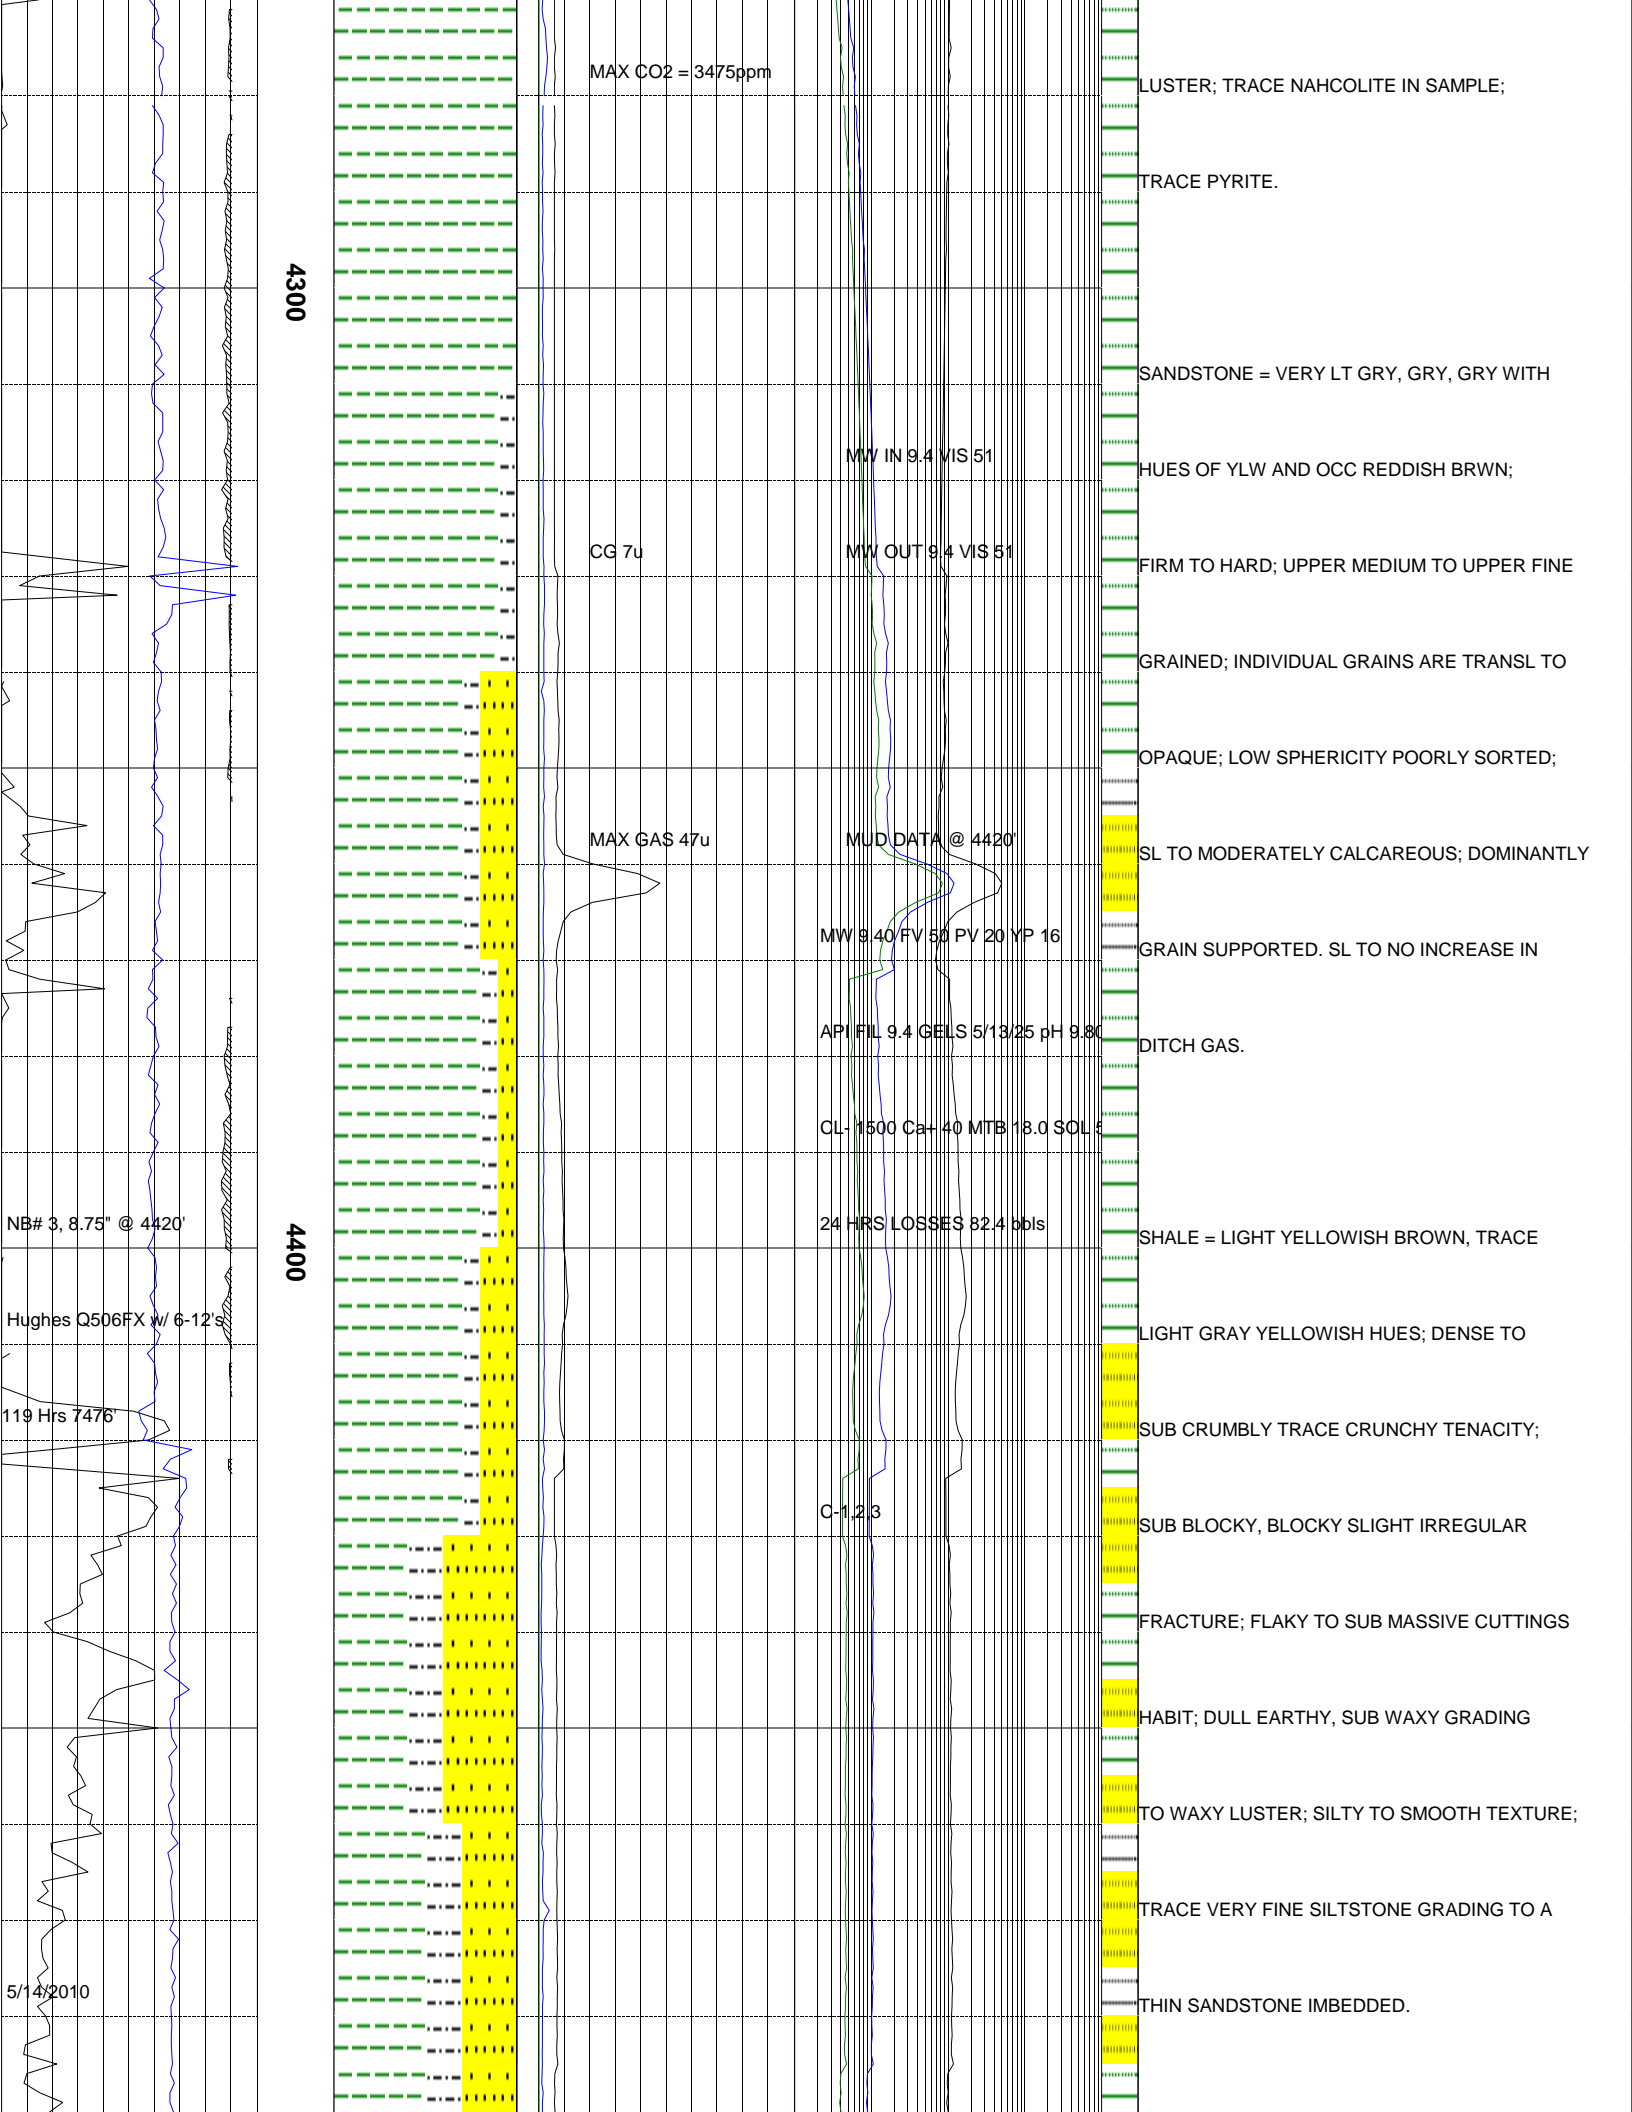 MAX CO2 = 3475ppm
LUSTER; TRACE NAHCOLITE IN SAMPLE;
TRACE PYRITE.
4300
SANDSTONE = VERY LT GRY, GRY, GRY WITH
MW IN 9.4 VIS 51
HUES OF YLW AND OCC REDDISH BRWN;
CG 7u
MW OUT 9.4 VIS 51
FIRM TO HARD; UPPER MEDIUM TO UPPER FINE
GRAINED; INDIVIDUAL GRAINS ARE TRANSL TO
OPAQUE; LOW SPHERICITY POORLY SORTED;
MAX GAS 47u
MUD DATA @ 4420'
SL TO MODERATELY CALCAREOUS; DOMINANTLY
MW 9.40 FV 50 PV 20 YP 16
GRAIN SUPPORTED. SL TO NO INCREASE IN
API FIL 9.4 GELS 5/13/25 pH 9.80
DITCH GAS.
CL- 1500 Ca+ 40 MTB 18.0 SOL 5
NB# 3, 8.75" @ 4420'
4400
24 HRS LOSSES 82.4 bbls
SHALE = LIGHT YELLOWISH BROWN, TRACE
Hughes Q506FX w/ 6-12's
LIGHT GRAY YELLOWISH HUES; DENSE TO
119 Hrs 7476'
SUB CRUMBLY TRACE CRUNCHY TENACITY;
C-1,2,3
SUB BLOCKY, BLOCKY SLIGHT IRREGULAR
FRACTURE; FLAKY TO SUB MASSIVE CUTTINGS
HABIT; DULL EARTHY, SUB WAXY GRADING
TO WAXY LUSTER; SILTY TO SMOOTH TEXTURE;
TRACE VERY FINE SILTSTONE GRADING TO A
5/14/2010
THIN SANDSTONE IMBEDDED.